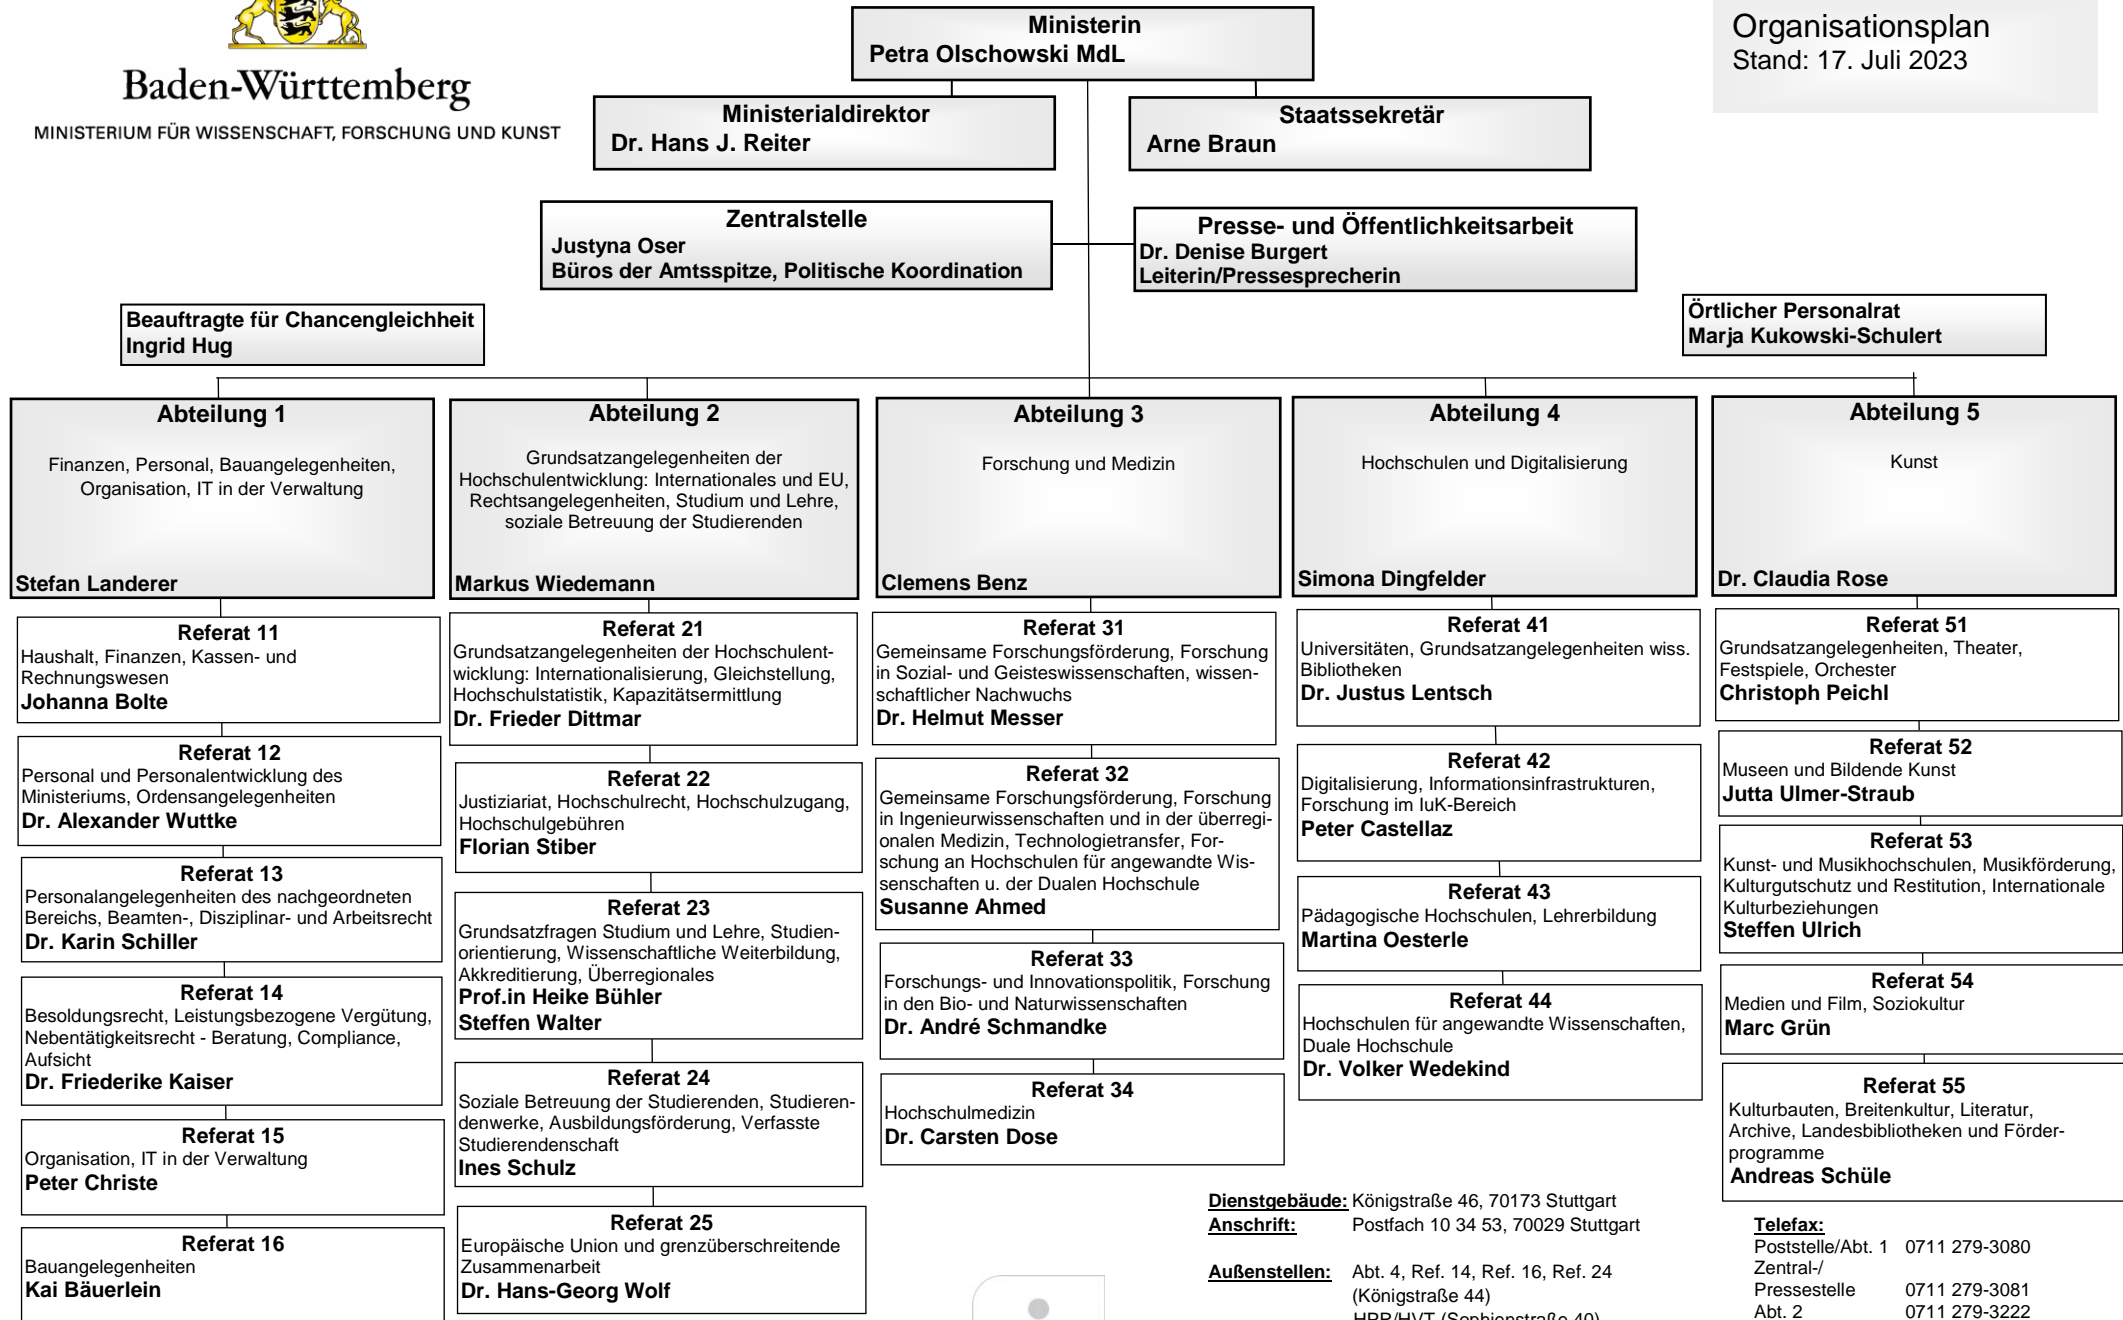 Baden-Württemberg
MINISTERIUM FÜR WISSENSCHAFT, FORSCHUNG UND KUNST
Organisationsplan
Stand: 17. Juli 2023
Ministerin
Petra Olschowski MdL
Ministerialdirektor
Dr. Hans J. Reiter
Staatssekretär
Arne Braun
Zentralstelle
Justyna Oser
Büros der Amtsspitze, Politische Koordination
Presse- und Öffentlichkeitsarbeit
Dr. Denise Burgert
Leiterin/Pressesprecherin
Beauftragte für Chancengleichheit
Ingrid Hug
Örtlicher Personalrat
Marja Kukowski-Schulert
Abteilung 1
Finanzen, Personal, Bauangelegenheiten,
Organisation, IT in der Verwaltung
Stefan Landerer
Referat 11
Haushalt, Finanzen, Kassen- und
Rechnungswesen
Johanna Bolte
Referat 12
Personal und Personalentwicklung des
Ministeriums, Ordensangelegenheiten
Dr. Alexander Wuttke
Referat 13
Personalangelegenheiten des nachgeordneten
Bereichs, Beamten-, Disziplinar- und Arbeitsrecht
Dr. Karin Schiller
Referat 14
Besoldungsrecht, Leistungsbezogene Vergütung,
Nebentätigkeitsrecht - Beratung, Compliance,
Aufsicht
Dr. Friederike Kaiser
Referat 15
Organisation, IT in der Verwaltung
Peter Christe
Referat 16
Bauangelegenheiten
Kai Bäuerlein
Abteilung 2
Grundsatzangelegenheiten der
Hochschulentwicklung: Internationales und EU,
Rechtsangelegenheiten, Studium und Lehre,
soziale Betreuung der Studierenden
Markus Wiedemann
Referat 21
Grundsatzangelegenheiten der Hochschulent-
wicklung: Internationalisierung, Gleichstellung,
Hochschulstatistik, Kapazitätsermittlung
Dr. Frieder Dittmar
Referat 22
Justiziariat, Hochschulrecht, Hochschulzugang,
Hochschulgebühren
Florian Stiber
Referat 23
Grundsatzfragen Studium und Lehre, Studien-
orientierung, Wissenschaftliche Weiterbildung,
Akkreditierung, Überregionales
Prof.in Heike Bühler
Steffen Walter
Referat 24
Soziale Betreuung der Studierenden, Studieren-
denwerke, Ausbildungsförderung, Verfasste
Studierendenschaft
Ines Schulz
Referat 25
Europäische Union und grenzüberschreitende
Zusammenarbeit
Dr. Hans-Georg Wolf
Abteilung 3
Forschung und Medizin
Clemens Benz
Referat 31
Gemeinsame Forschungsförderung, Forschung
in Sozial- und Geisteswissenschaften, wissen-
schaftlicher Nachwuchs
Dr. Helmut Messer
Referat 32
Gemeinsame Forschungsförderung, Forschung
in Ingenieurwissenschaften und in der überregi-
onalen Medizin, Technologietransfer, For-
schung an Hochschulen für angewandte Wis-
senschaften u. der Dualen Hochschule
Susanne Ahmed
Referat 33
Forschungs- und Innovationspolitik, Forschung
in den Bio- und Naturwissenschaften
Dr. André Schmandke
Referat 34
Hochschulmedizin
Dr. Carsten Dose
Abteilung 4
Hochschulen und Digitalisierung
Simona Dingfelder
Referat 41
Universitäten, Grundsatzangelegenheiten wiss.
Bibliotheken
Dr. Justus Lentsch
Referat 42
Digitalisierung, Informationsinfrastrukturen,
Forschung im IuK-Bereich
Peter Castellaz
Referat 43
Pädagogische Hochschulen, Lehrerbildung
Martina Oesterle
Referat 44
Hochschulen für angewandte Wissenschaften,
Duale Hochschule
Dr. Volker Wedekind
Abteilung 5
Kunst
Dr. Claudia Rose
Referat 51
Grundsatzangelegenheiten, Theater,
Festspiele, Orchester
Christoph Peichl
Referat 52
Museen und Bildende Kunst
Jutta Ulmer-Straub
Referat 53
Kunst- und Musikhochschulen, Musikförderung,
Kulturgutschutz und Restitution, Internationale
Kulturbeziehungen
Steffen Ulrich
Referat 54
Medien und Film, Soziokultur
Marc Grün
Referat 55
Kulturbauten, Breitenkultur, Literatur,
Archive, Landesbibliotheken und Förder-
programme
Andreas Schüle
Dienstgebäude: Königstraße 46, 70173 Stuttgart
Anschrift: Postfach 10 34 53, 70029 Stuttgart
Außenstellen: Abt. 4, Ref. 14, Ref. 16, Ref. 24
(Königstraße 44)
HPR/HVT (Sophienstraße 40)
Telefax:
Poststelle/Abt. 1 0711 279-3080
Zentral-/
Pressestelle 0711 279-3081
Abt. 2 0711 279-3222